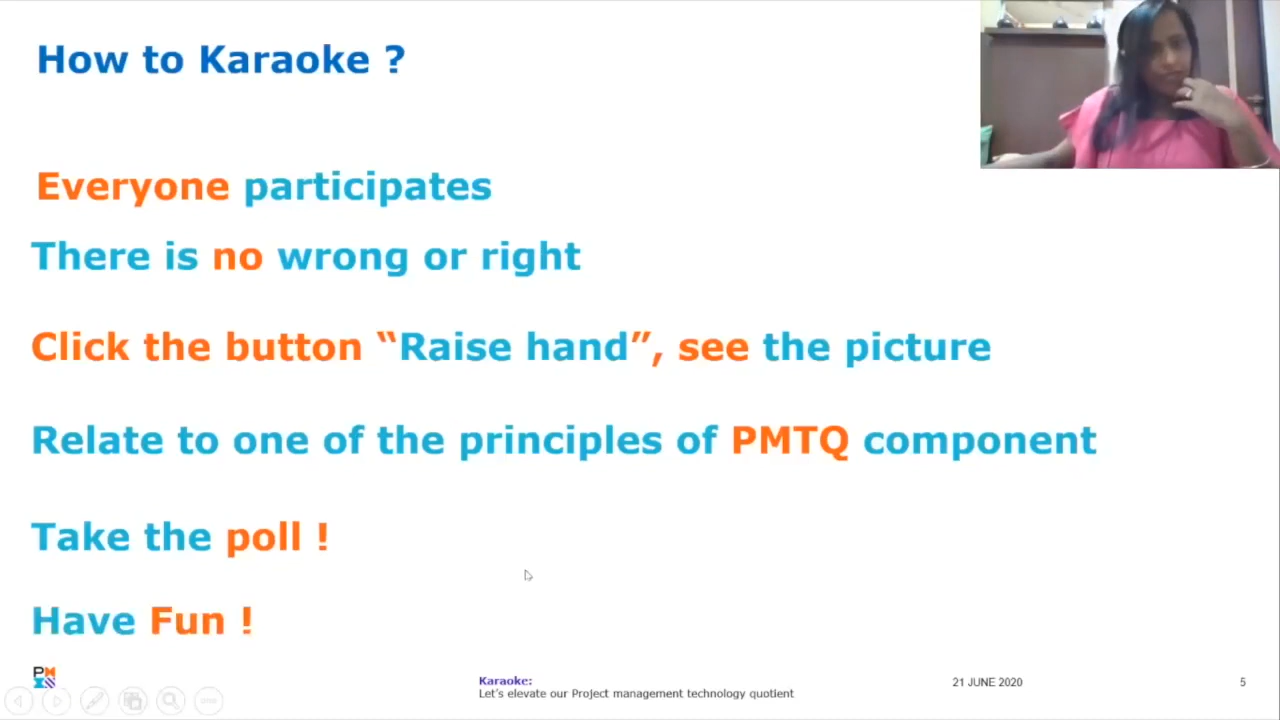 How to Karaoke ?
Everyone participates
There is no wrong or right
Click the button “Raise hand”, see the picture
Relate to one of the principles of PMTQ component
Take the poll !
Have Fun !
PM
Karaoke:
Let's elevate our Project management technology quotient
21 JUNE 2020
5